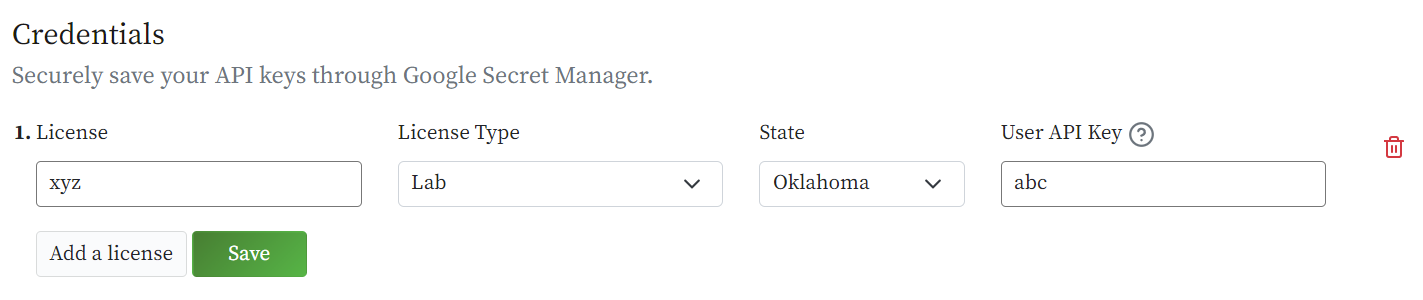 Credentials
Securely save your API keys through Google Secret Manager.
1. License License Type State User API Key ?
xyz Lab Oklahoma abc
Add a license Save